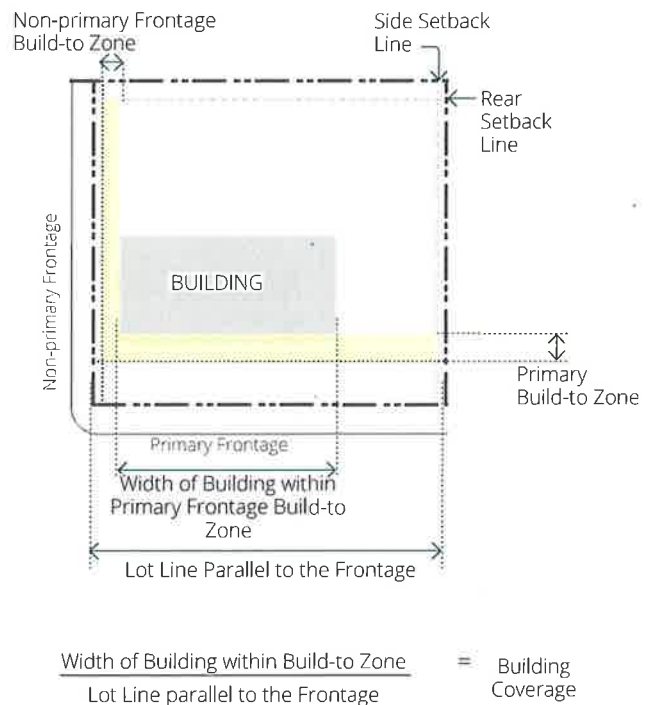 Non-primary Frontage
Build-to Zone
Side Setback
Line
Rear
Setback
Line
Non-primary Frontage
BUILDING
Primary
Build-to Zone
Primary Frontage
Width of Building within
Primary Frontage Build-to
Zone
Lot Line Parallel to the Frontage
Width of Building within Build-to Zone
Lot Line parallel to the Frontage
= Building
Coverage